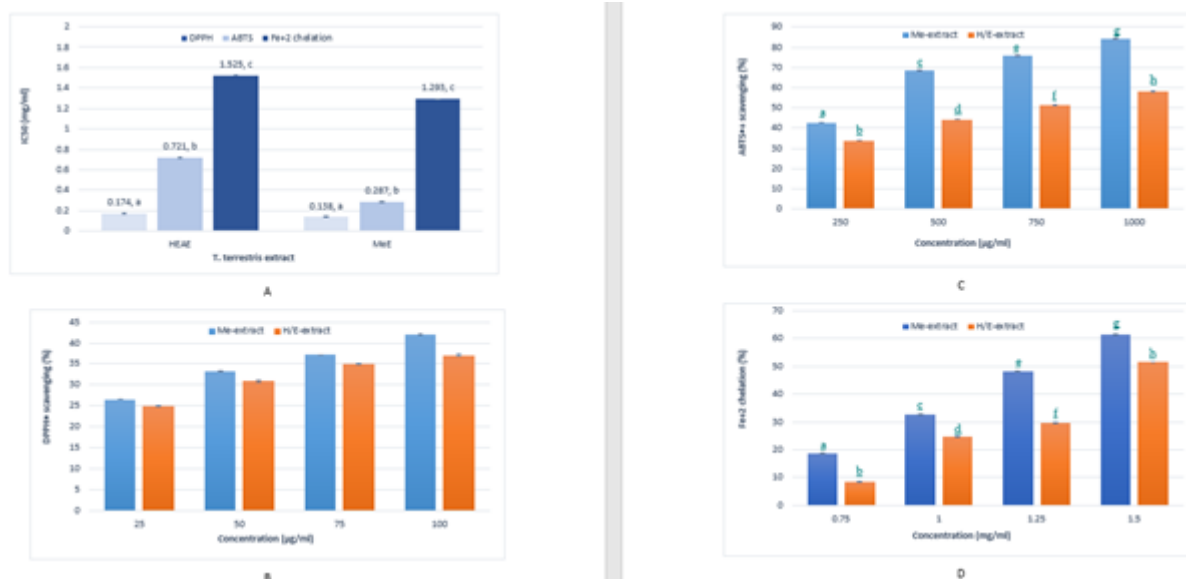 2
1.8
1.6
1.4
1.2
1
0.8
0.6
0.4
0.2
0
IC50 (mg/ml)
DPPH ABTS Fe+2 chelation
0.174, a
0.721, b
1.525, c
0.287, b
HEAE MeE
T. terrestris extract
A
45
40
35
30
25
20
15
10
5
0
DPPH• scavenging (%)
Me-extract H/E-extract
25 50 75 100
Concentration (µg/ml)
B
90
80
70
60
50
40
30
20
10
0
ABTS•+ scavenging (%)
Me-extract H/E-extract
a b c d e f g b
250 500 750 1000
Concentration (µg/ml)
C
70
60
50
40
30
20
10
0
Fe+2 chelation (%)
Me-extract H/E-extract
a b c d e f g b
0.75 1 1.25 1.5
Concentration (mg/ml)
D